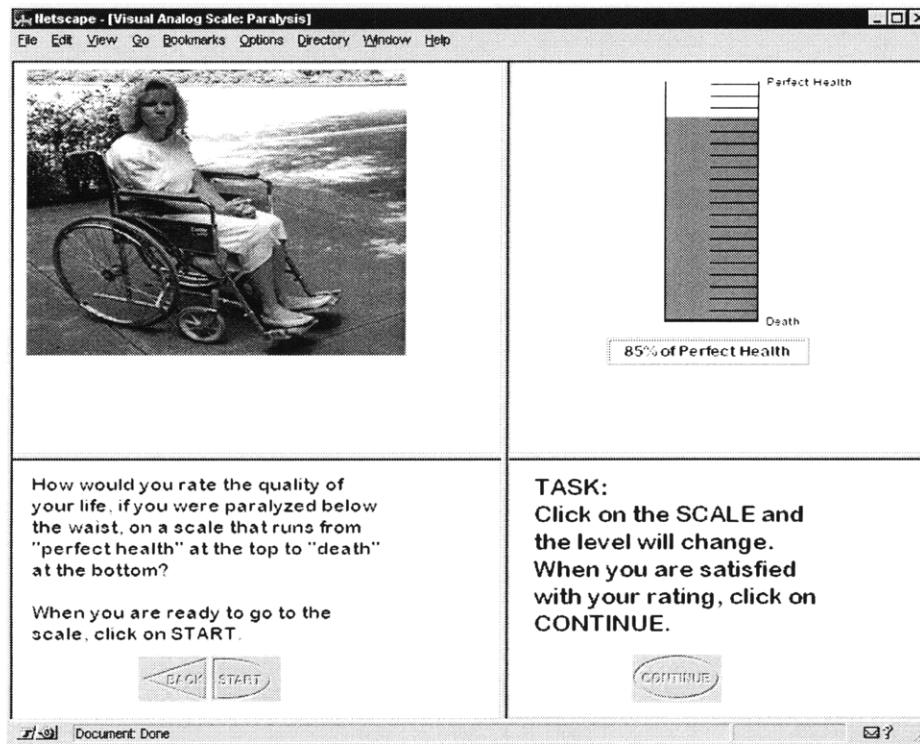 Netscape - [Visual Analog Scale: Paralysis]
File Edit View Go Bookmarks Options Directory Window Help
Perfect Health
Death
85% of Perfect Health
How would you rate the quality of
your life, if you were paralyzed below
the waist, on a scale that runs from
"perfect health" at the top to "death"
at the bottom?
When you are ready to go to the
scale, click on START.
BACK START
TASK:
Click on the SCALE and
the level will change.
When you are satisfied
with your rating, click on
CONTINUE.
CONTINUE
Document: Done